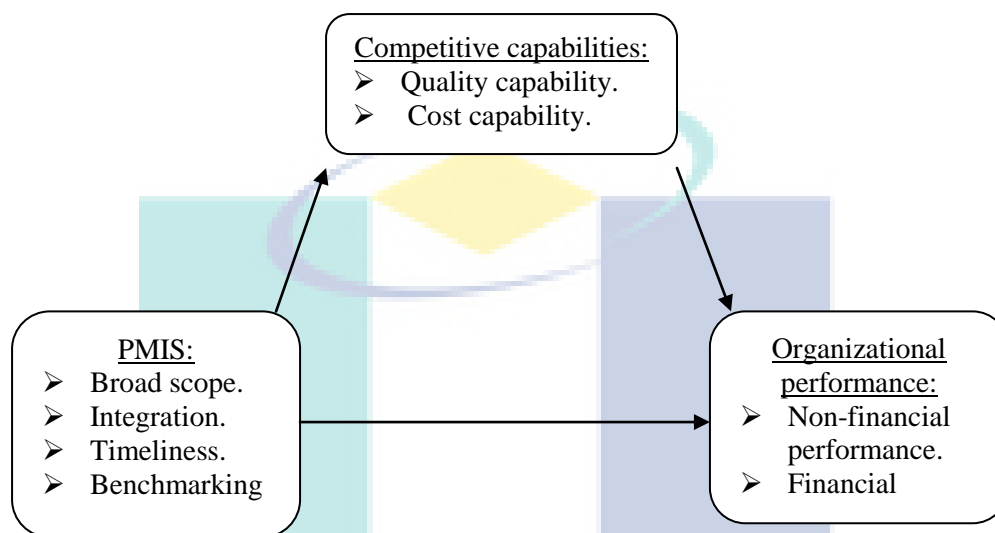 Competitive capabilities:
➢ Quality capability.
➢ Cost capability.
PMIS:
➢ Broad scope.
➢ Integration.
➢ Timeliness.
➢ Benchmarking
Organizational
performance:
➢ Non-financial
performance.
➢ Financial